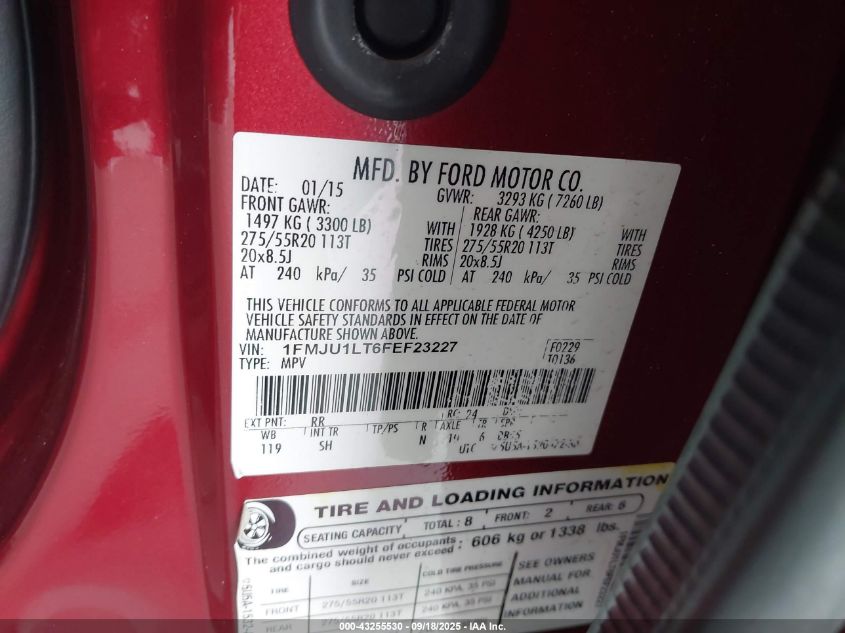 MFD. BY FORD MOTOR CO.
DATE: 01/15 GVWR: 3293 KG ( 7260 LB)
FRONT GAWR: REAR GAWR:
1497 KG ( 3300 LB) WITH 1928 KG ( 4250 LB) WITH
275/55R20 113T TIRES 275/55R20 113T TIRES
20x8.5J RIMS 20x8.5J RIMS
AT 240 kPa/ 35 PSI COLD AT 240 kPa/ 35 PSI COLD
THIS VEHICLE CONFORMS TO ALL APPLICABLE FEDERAL MOTOR
VEHICLE SAFETY STANDARDS IN EFFECT ON THE DATE OF
MANUFACTURE SHOWN ABOVE.
VIN: 1FMJU1LT6FEF23227 F0229
TYPE: MPV T0136
EXT PNT: RR RC: 24
WB INT TR TP/PS R AXLE TR
119 SH N 19 6
UTC
TIRE AND LOADING INFORMATION
SEATING CAPACITY TOTAL : 8 FRONT: 2 REAR: 6
The combined weight of occupants and cargo should never exceed : 606 kg or 1338 lbs.
TIRE SIZE COLD TIRE PRESSURE SEE OWNERS
FRONT 275/55R20 113T 240 KPA, 35 PSI MANUAL FOR
REAR ADDITIONAL
INFORMATION
000-43255530 - 09/18/2025 - IAA Inc.